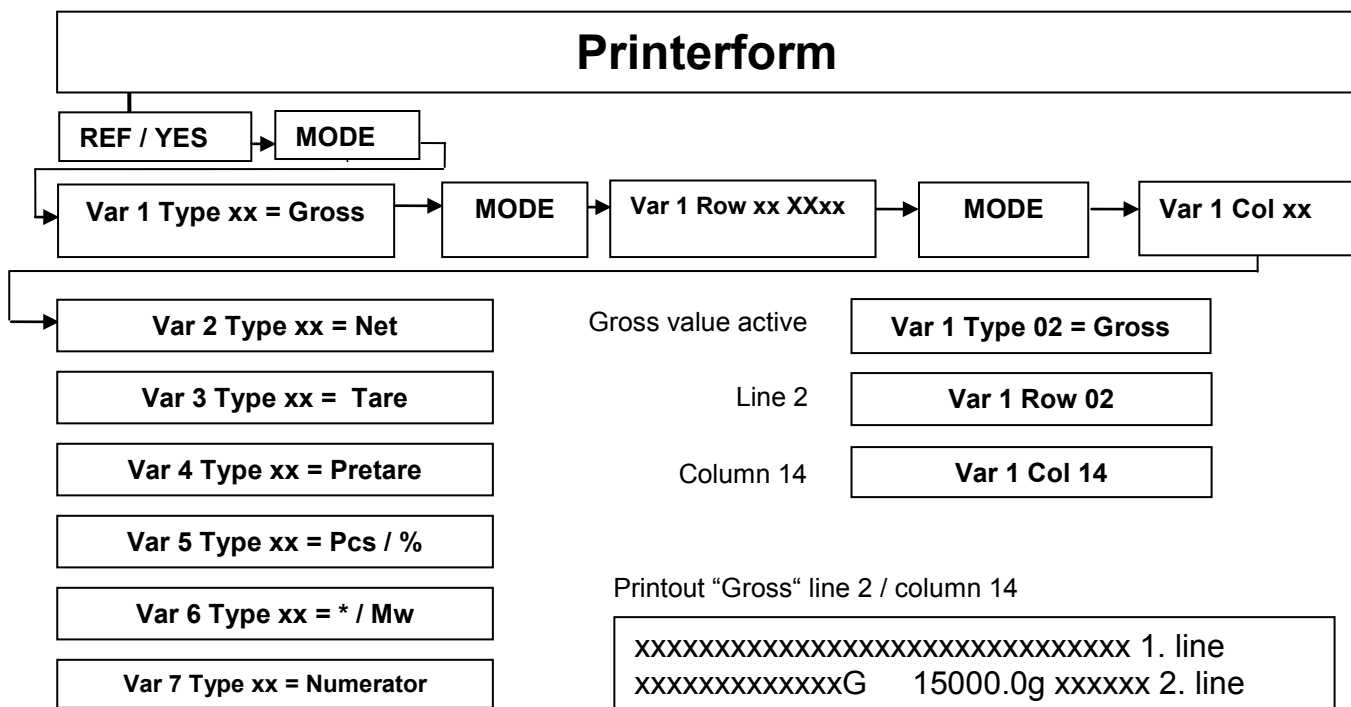 Printerform
REF / YES
MODE
Var 1 Type xx = Gross
MODE
Var 1 Row xx XXxx
MODE
Var 1 Col xx
Var 2 Type xx = Net
Var 3 Type xx =  Tare
Var 4 Type xx = Pretare
Var 5 Type xx = Pcs / %
Var 6 Type xx = * / Mw
Var 7 Type xx = Numerator
Gross value active
Var 1 Type 02 = Gross
Line 2
Var 1 Row 02
Column 14
Var 1 Col 14
Printout “Gross“ line 2 / column 14
xxxxxxxxxxxxxxxxxxxxxxxxxxxxxxx 1. line
xxxxxxxxxxxxxG    15000.0g xxxxxx 2. line